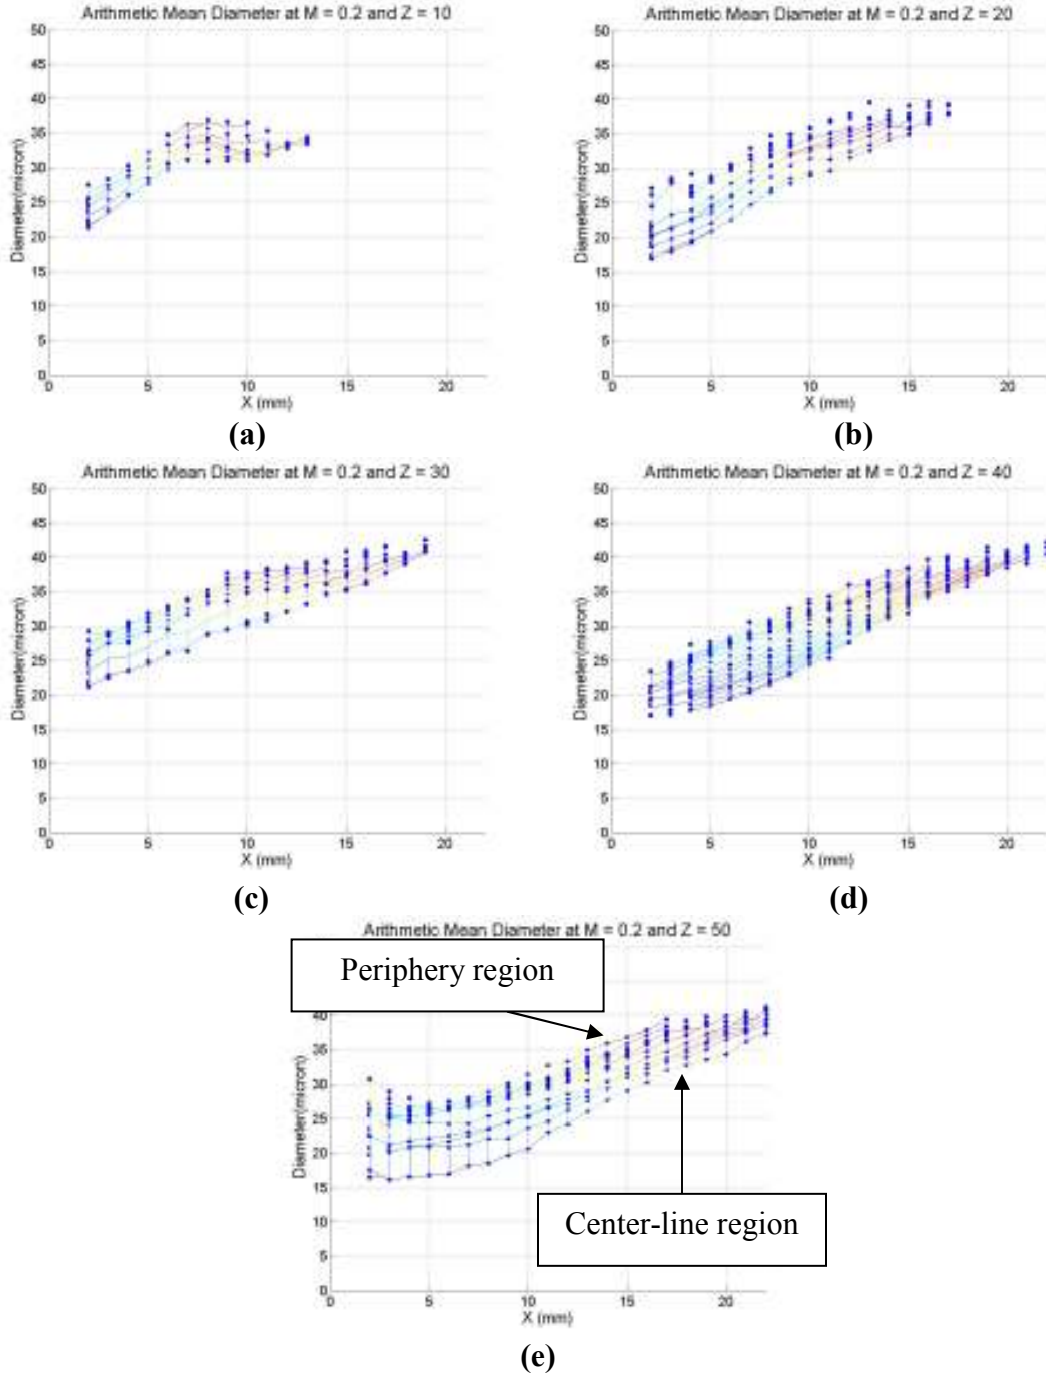 Arithmetic Mean Diameter at M = 0.2 and Z = 10
50
45
40
35
30
25
20
15
10
5
0
Diameter(micron)
0 5 10 15 20
X (mm)
(a)
Arithmetic Mean Diameter at M = 0.2 and Z = 20
50
45
40
35
30
25
20
15
10
5
0
Diameter(micron)
0 5 10 15 20
X (mm)
(b)
Arithmetic Mean Diameter at M = 0.2 and Z = 30
50
45
40
35
30
25
20
15
10
5
0
Diameter(micron)
0 5 10 15 20
X (mm)
(c)
Arithmetic Mean Diameter at M = 0.2 and Z = 40
50
45
40
35
30
25
20
15
10
5
0
Diameter(micron)
0 5 10 15 20
X (mm)
(d)
Arithmetic Mean Diameter at M = 0.2 and Z = 50
Periphery region
40
35
30
25
20
15
10
5
0
Diameter(micron)
Center-line region
0 5 10 15 20
X (mm)
(e)